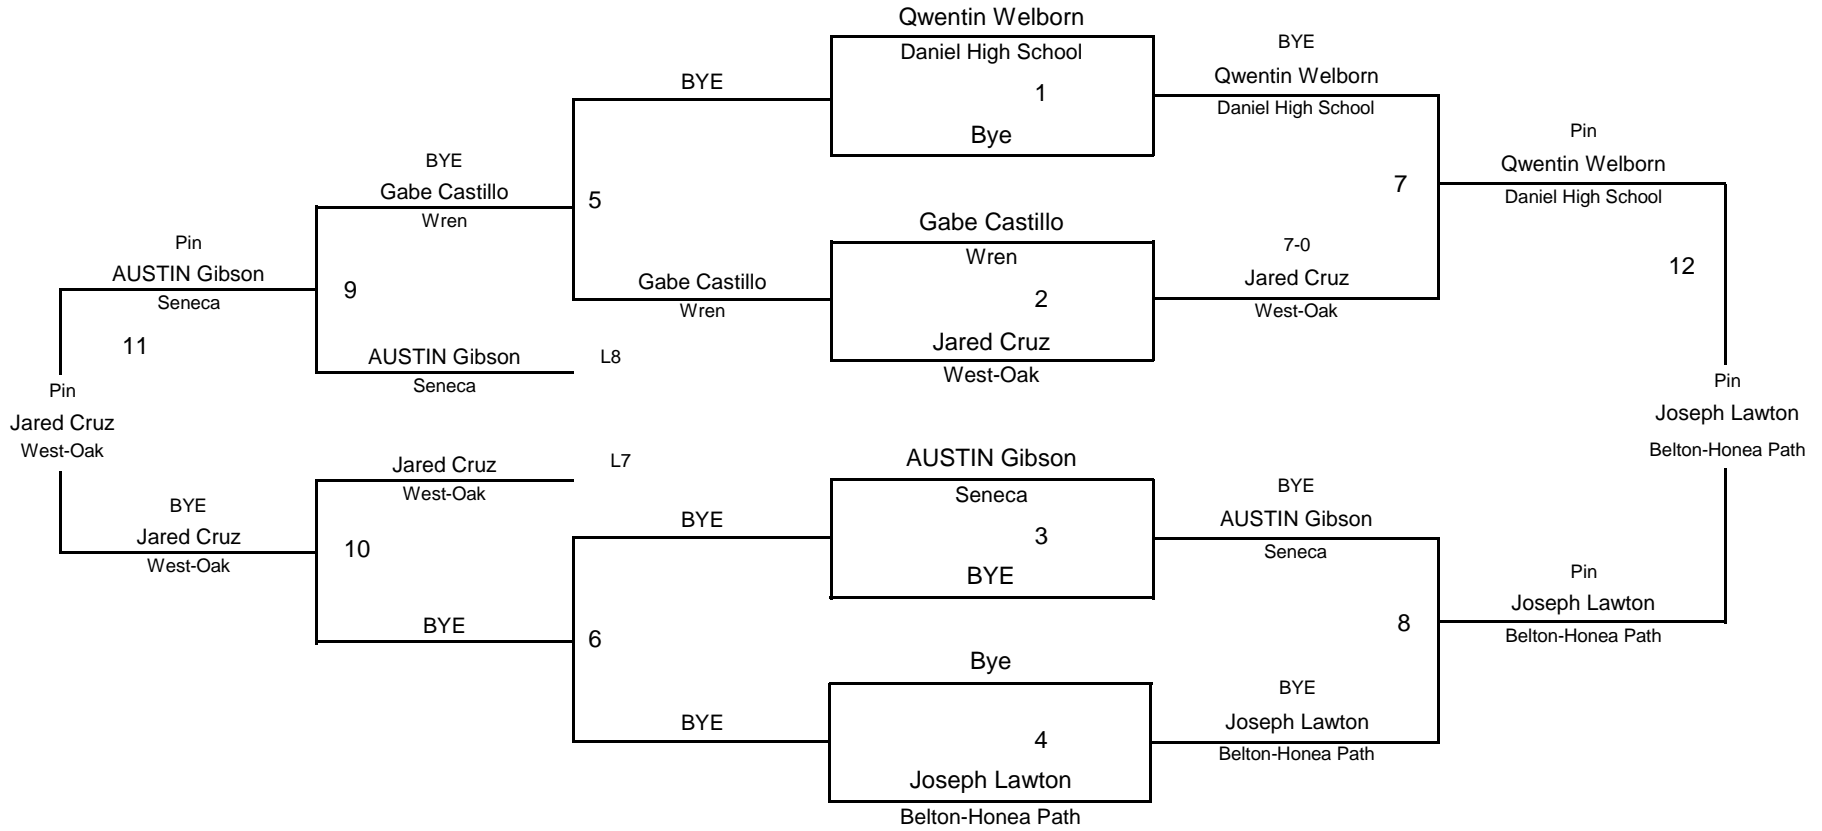 Qwentin Welborn
Daniel High School
1
Bye
BYE
Qwentin Welborn
Daniel High School
BYE
Pin
Qwentin Welborn
Daniel High School
7
BYE
Gabe Castillo
Wren
5
Gabe Castillo
Wren
2
Jared Cruz
West-Oak
7-0
Jared Cruz
West-Oak
12
Gabe Castillo
Wren
Pin
AUSTIN Gibson
Seneca
9
11
AUSTIN Gibson
Seneca
L8
Pin
Jared Cruz
West-Oak
Pin
Joseph Lawton
Belton-Honea Path
Jared Cruz
West-Oak
L7
AUSTIN Gibson
Seneca
3
BYE
BYE
AUSTIN Gibson
Seneca
BYE
BYE
Jared Cruz
West-Oak
10
Pin
Joseph Lawton
Belton-Honea Path
8
BYE
6
Bye
4
Joseph Lawton
Belton-Honea Path
BYE
Joseph Lawton
Belton-Honea Path
BYE